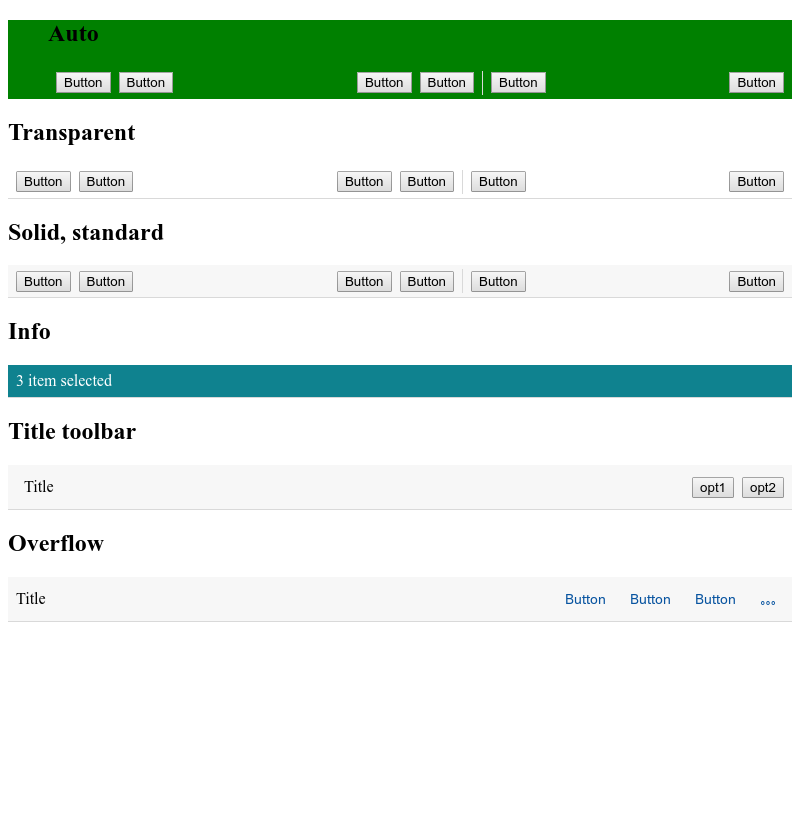 Auto
Button Button Button Button Button Button
Transparent
Button Button Button Button Button Button
Solid, standard
Button Button Button Button Button Button
Info
3 item selected
Title toolbar
Title opt1 opt2
Overflow
Title Button Button Button